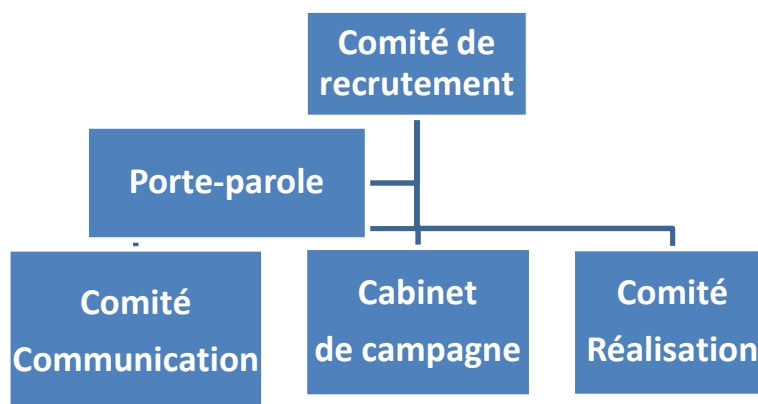 Comité de
recrutement
Porte-parole
Comité
Communication
Cabinet
de campagne
Comité
Réalisation